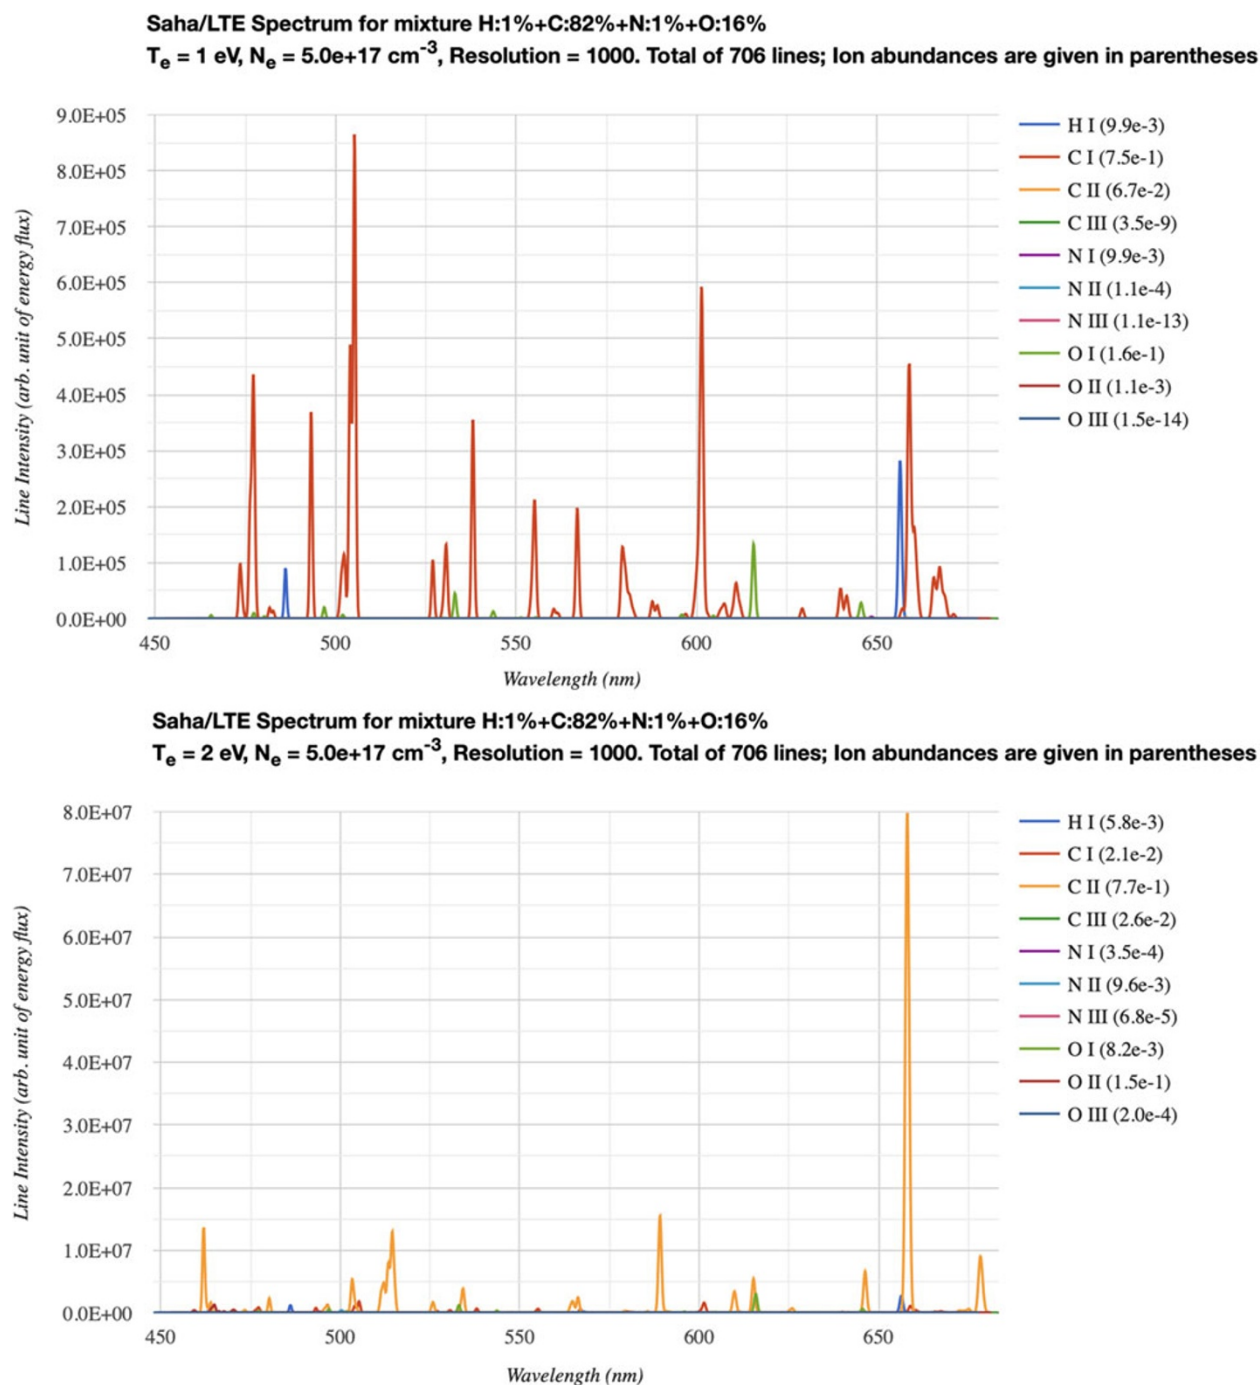 Saha/LTE Spectrum for mixture H:1%+C:82%+N:1%+O:16%
Te = 1 eV, Ne = 5.0e+17 cm-3, Resolution = 1000. Total of 706 lines; Ion abundances are given in parentheses
9.0E+05
8.0E+05
7.0E+05
6.0E+05
5.0E+05
4.0E+05
3.0E+05
2.0E+05
1.0E+05
0.0E+00
Line Intensity (arb. unit of energy flux)
450 500 550 600 650
Wavelength (nm)
H I (9.9e-3)
C I (7.5e-1)
C II (6.7e-2)
C III (3.5e-9)
N I (9.9e-3)
N II (1.1e-4)
N III (1.1e-13)
O I (1.6e-1)
O II (1.1e-3)
O III (1.5e-14)
Saha/LTE Spectrum for mixture H:1%+C:82%+N:1%+O:16%
Te = 2 eV, Ne = 5.0e+17 cm-3, Resolution = 1000. Total of 706 lines; Ion abundances are given in parentheses
8.0E+07
7.0E+07
6.0E+07
5.0E+07
4.0E+07
3.0E+07
2.0E+07
1.0E+07
0.0E+00
Line Intensity (arb. unit of energy flux)
450 500 550 600 650
Wavelength (nm)
H I (5.8e-3)
C I (2.1e-2)
C II (7.7e-1)
C III (2.6e-2)
N I (3.5e-4)
N II (9.6e-3)
N III (6.8e-5)
O I (8.2e-3)
O II (1.5e-1)
O III (2.0e-4)